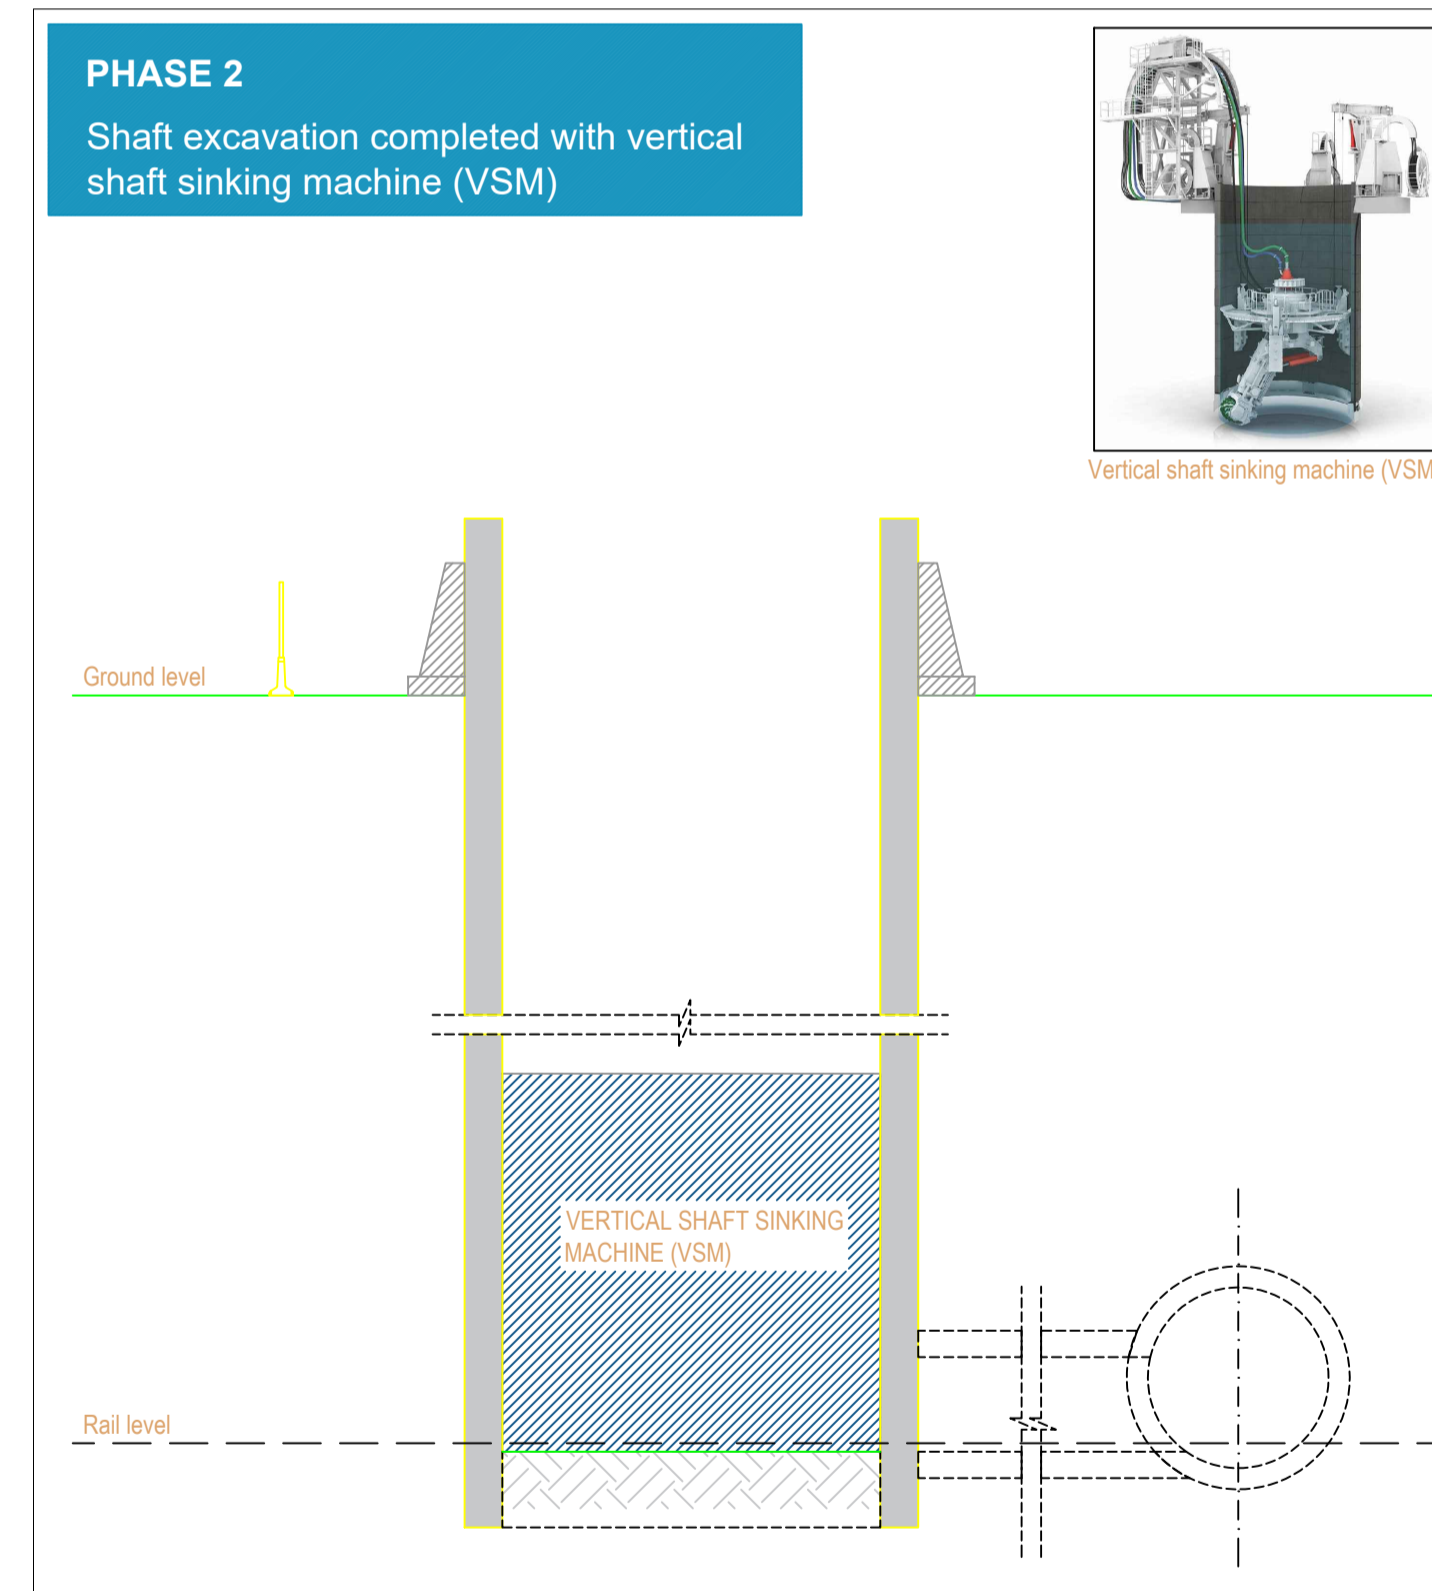 PHASE 2
Shaft excavation completed with vertical
shaft sinking machine (VSM)
Vertical shaft sinking machine (VSM
Ground level
VERTICAL SHAFT SINKING
MACHINE (VSM)
Rail level